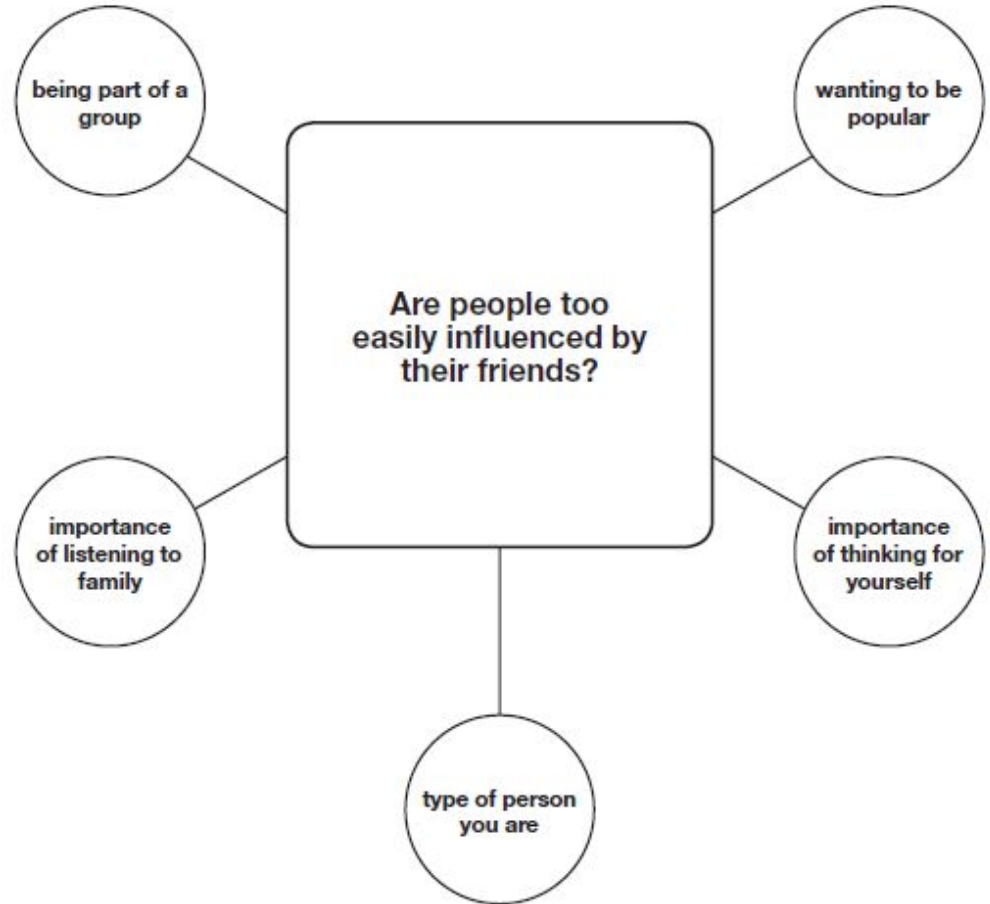 being part of a
group
wanting to be
popular
Are people too
easily influenced by
their friends?
importance
of listening to
family
importance
of thinking for
yourself
type of person
you are